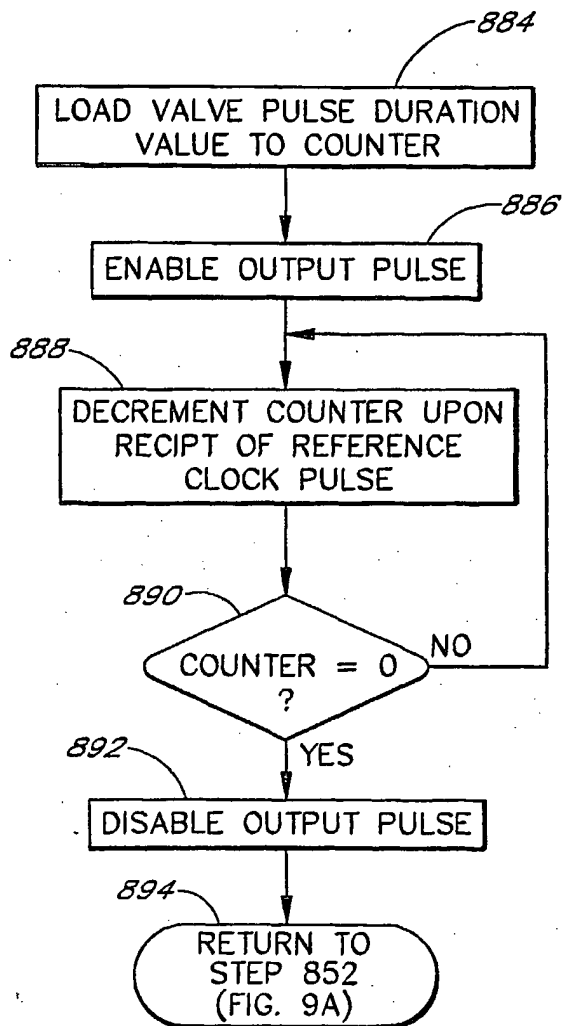 884
LOAD VALVE PULSE DURATION
VALUE TO COUNTER
886
ENABLE OUTPUT PULSE
888
DECREMENT COUNTER UPON
RECIPT OF REFERENCE
CLOCK PULSE
890
COUNTER = 0
?
NO
YES
892
DISABLE OUTPUT PULSE
894
RETURN TO
STEP 852
(FIG. 9A)